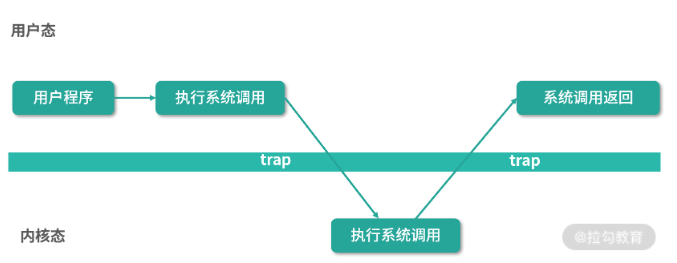 用户态
用户程序
执行系统调用
系统调用返回
trap
trap
内核态
执行系统调用
@拉勾教育